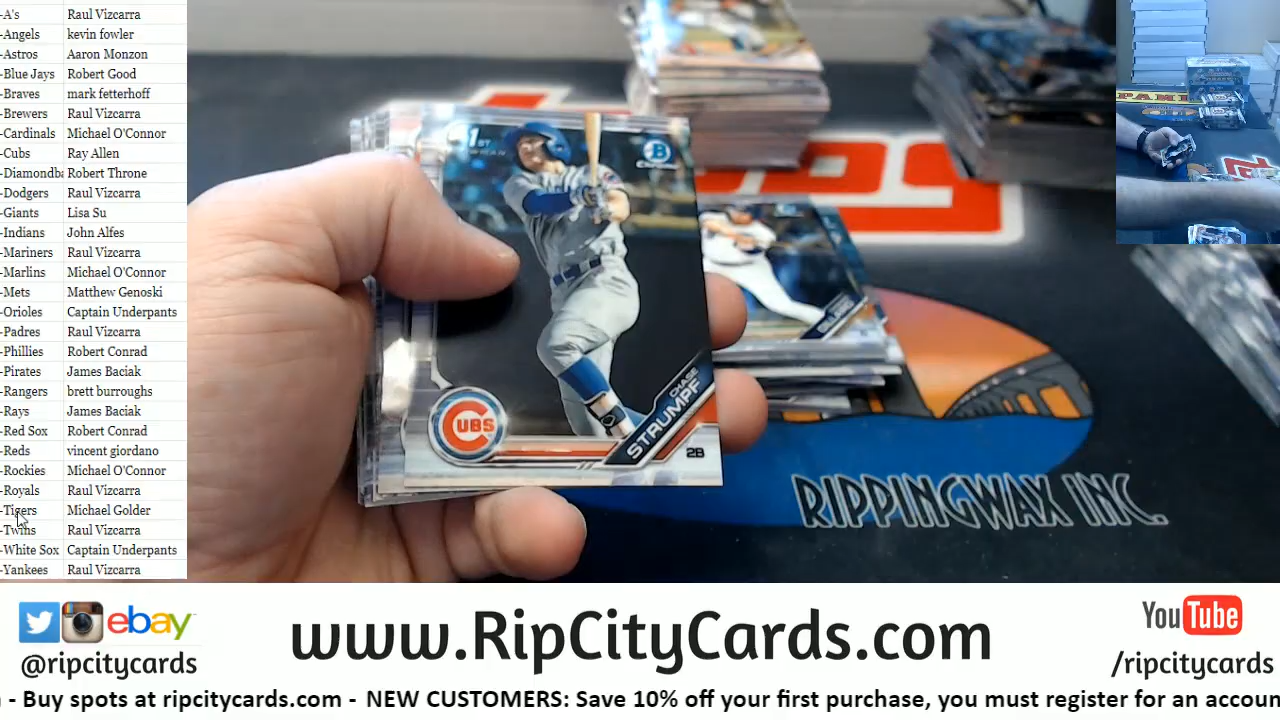 -A's Raul Vizcarra
-Angels kevin fowler
-Astros Aaron Monzon
-Blue Jays Robert Good
-Braves mark fetterhoff
-Brewers Raul Vizcarra
-Cardinals Michael O'Connor
-Cubs Ray Allen
-Diamondba Robert Throne
-Dodgers Raul Vizcarra
-Giants Lisa Su
-Indians John Alfes
-Mariners Raul Vizcarra
-Marlins Michael O'Connor
-Mets Matthew Genoski
-Orioles Captain Underpants
-Padres Raul Vizcarra
-Phillies Robert Conrad
-Pirates James Baciak
-Rangers brett burroughs
-Rays James Baciak
-Red Sox Robert Conrad
-Reds vincent giordano
-Rockies Michael O'Connor
-Royals Raul Vizcarra
-Tigers Michael Golder
-Twins Raul Vizcarra
-White Sox Captain Underpants
-Yankees Raul Vizcarra
1ST
B
CUBS
CHASE
STRUMPF
2B
RIPPINGWAX INC.
PANI
ebay
@ripcitycards
www.RipCityCards.com
YouTube
/ripcitycards
- Buy spots at ripcitycards.com - NEW CUSTOMERS: Save 10% off your first purchase, you must register for an accoun